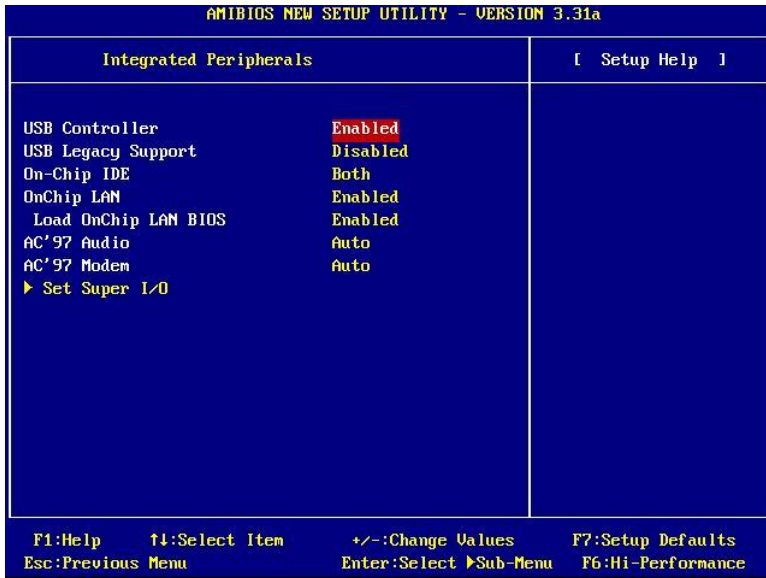 AMIBIOS NEW SETUP UTILITY - VERSION 3.31a
Integrated Peripherals
[ Setup Help ]
USB Controller Enabled
USB Legacy Support Disabled
On-Chip IDE Both
OnChip LAN Enabled
Load OnChip LAN BIOS Enabled
AC'97 Audio Auto
AC'97 Modem Auto
▶ Set Super I/O
F1:Help ↑↓:Select Item +/-:Change Values F7:Setup Defaults
Esc:Previous Menu Enter:Select ▶Sub-Menu F6:Hi-Performance